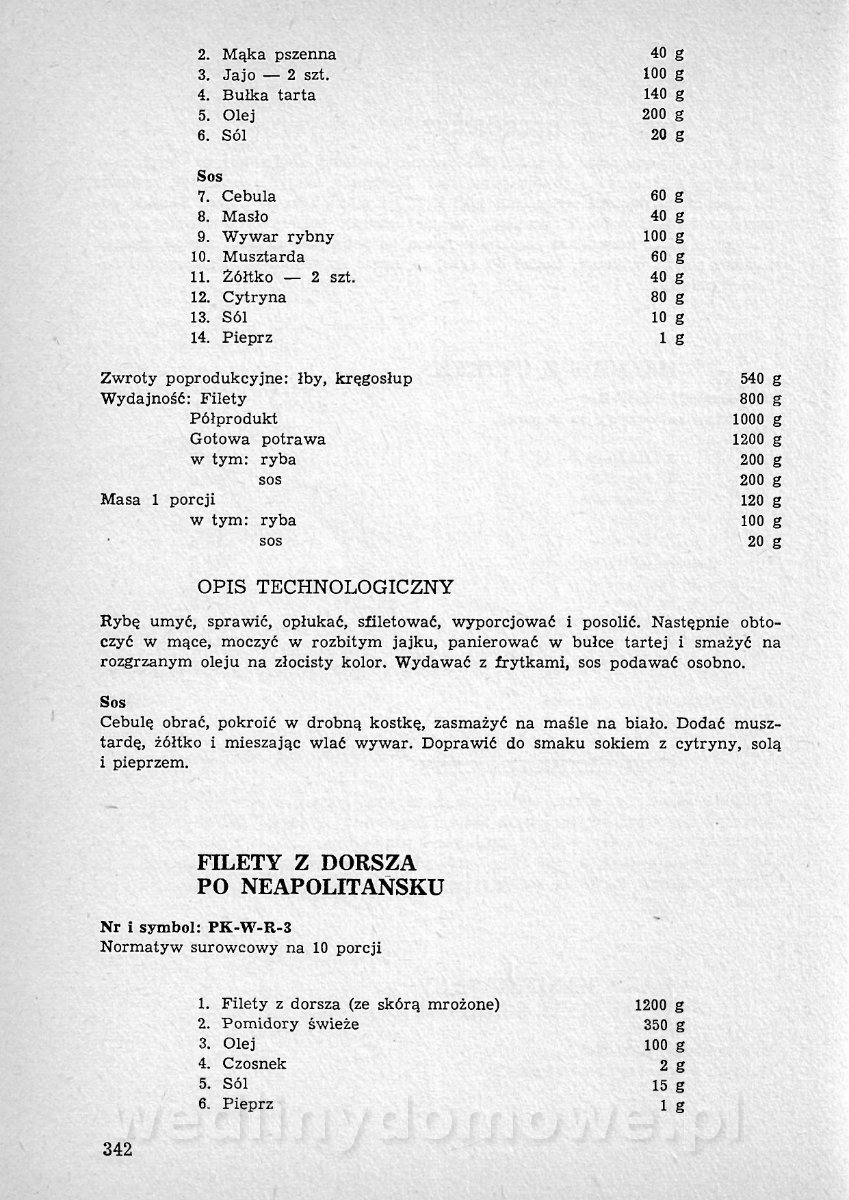 2. Mąka pszenna 40 g
3. Jajo — 2 szt. 100 g
4. Bułka tarta 140 g
5. Olej 200 g
6. Sól 20 g
Sos
7. Cebula 60 g
8. Masło 40 g
9. Wywar rybny 100 g
10. Musztarda 60 g
11. Żółtko — 2 szt. 40 g
12. Cytryna 80 g
13. Sól 10 g
14. Pieprz 1 g
Zwroty poprodukcyjne: łby, kręgosłup 540 g
Wydajność: Filety 800 g
Półprodukt 1000 g
Gotowa potrawa 1200 g
w tym: ryba 200 g
sos 200 g
Masa 1 porcji 120 g
w tym: ryba 100 g
sos 20 g
OPIS TECHNOLOGICZNY
Rybę umyć, sprawić, opłukać, sfiletować, wyporcjować i posolić. Następnie obto-
czyć w mące, moczyć w rozbitym jajku, panierować w bułce tartej i smażyć na
rozgrzanym oleju na złocisty kolor. Wydawać z frytkami, sos podawać osobno.
Sos
Cebulę obrać, pokroić w drobną kostkę, zasmażyć na maśle na biało. Dodać musz-
tardę, żółtko i mieszając wlać wywar. Doprawić do smaku sokiem z cytryny, solą
i pieprzem.
FILETY Z DORSZA
PO NEAPOLITAŃSKU
Nr i symbol: PK-W-R-3
Normatyw surowcowy na 10 porcji
1. Filety z dorsza (ze skórą mrożone) 1200 g
2. Pomidory świeże 350 g
3. Olej 100 g
4. Czosnek 2 g
5. Sól 15 g
6. Pieprz 1 g
wedlinydomowe.pl
342